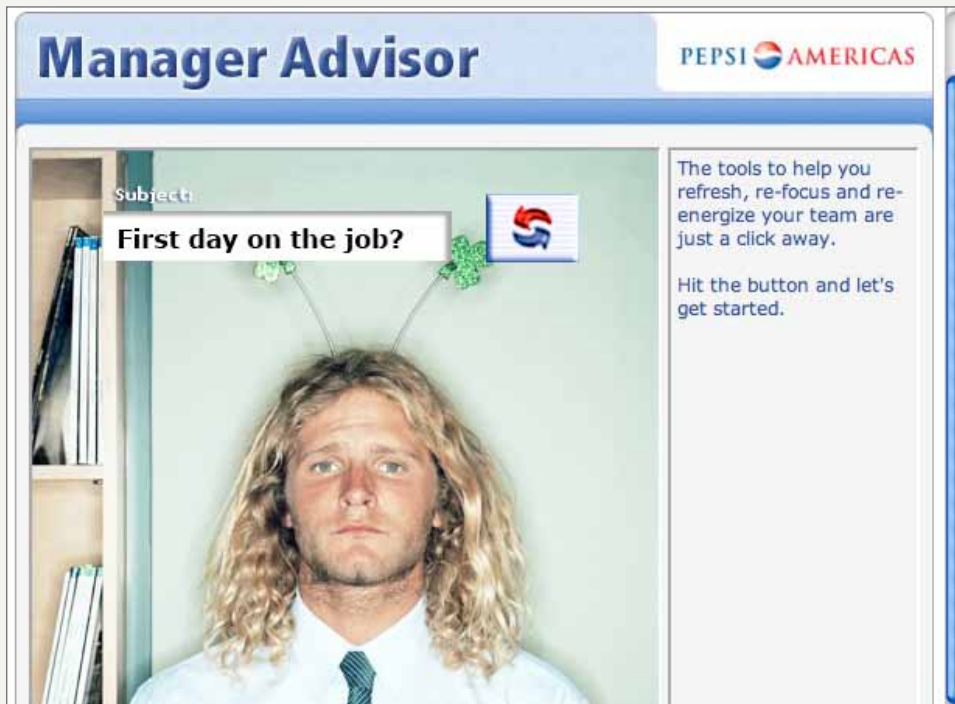 Manager Advisor
PEPSI AMERICAS
Subject:
First day on the job?
The tools to help you
refresh, re-focus and re-
energize your team are
just a click away.
Hit the button and let's
get started.